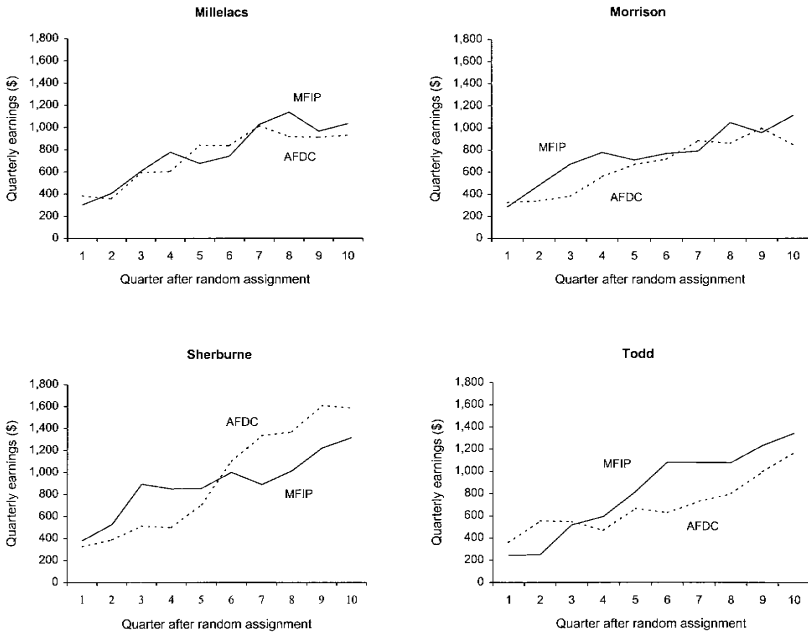 Millelacs
1,800
1,600
1,400
1,200
1,000
800
600
400
200
0
Quarterly earnings ($)
MFIP
AFDC
1 2 3 4 5 6 7 8 9 10
Quarter after random assignment
Morrison
1,800
1,600
1,400
1,200
1,000
800
600
400
200
0
Quarterly earnings ($)
MFIP
AFDC
1 2 3 4 5 6 7 8 9 10
Quarter after random assignment
Sherburne
1,800
1,600
1,400
1,200
1,000
800
600
400
200
0
Quarterly earnings ($)
AFDC
MFIP
1 2 3 4 5 6 7 8 9 10
Quarter after random assignment
Todd
1,800
1,600
1,400
1,200
1,000
800
600
400
200
0
Quarterly earnings ($)
MFIP
AFDC
1 2 3 4 5 6 7 8 9 10
Quarter after random assignment